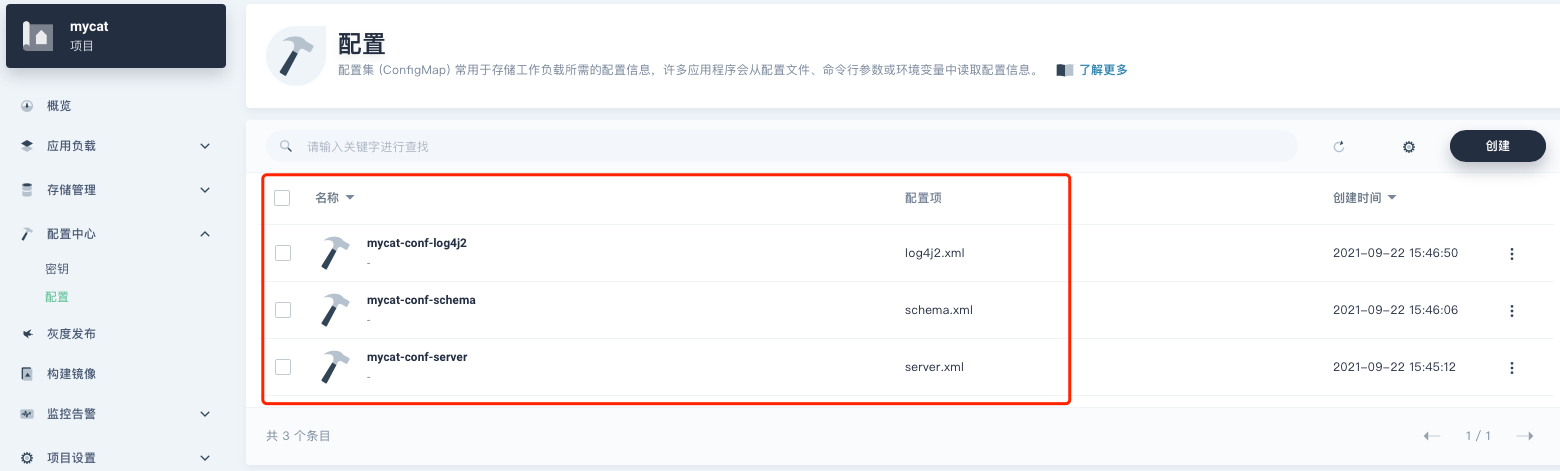 mycat
项目
概览
应用负载
存储管理
配置中心
密钥
配置
灰度发布
构建镜像
监控告警
项目设置
配置
配置集 (ConfigMap) 常用于存储工作负载所需的配置信息，许多应用程序会从配置文件、命令行参数或环境变量中读取配置信息。 了解更多
请输入关键字进行查找
创建
名称 配置项 创建时间
mycat-conf-log4j2 log4j2.xml 2021-09-22 15:46:50
-
mycat-conf-schema schema.xml 2021-09-22 15:46:06
-
mycat-conf-server server.xml 2021-09-22 15:45:12
-
共 3 个条目 1 / 1